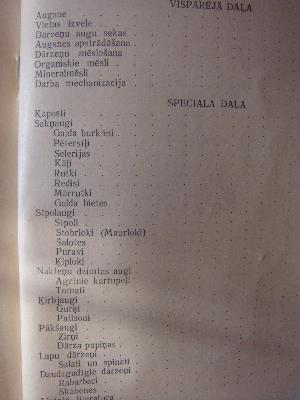 VISPĀRĒJĀ DAĻA
Augsne
Vietas izvēle
Dārzeņu augu sekas
Augsnes apstrādāšana
Dārzeņu mēslošana
Organiskie mēsli
Minerālmēsli
Darba mechanizācija
SPECIĀLĀ DAĻA
Kāposti
Sakņaugi
Galda burkāni
Pētersīļi
Selerijas
Kāļi
Rutki
Redīsi
Mārrutki
Galda bietes
Sīpolaugi
Sīpoli
Stobrloki (Maurloki)
Šalotes
Puravi
Ķiploki
Nakteņu dzimtas augi
Agrīnie kartupeļi
Tomāti
Ķirbjaugi
Gurķi
Patisoni
Pākšaugi
Zirņi
Dārza pupiņas
Lapu dārzeņi
Salāti un spināti
Daudzgadīgie dārzeņi
Rabarberi
Skābenes
literatūra